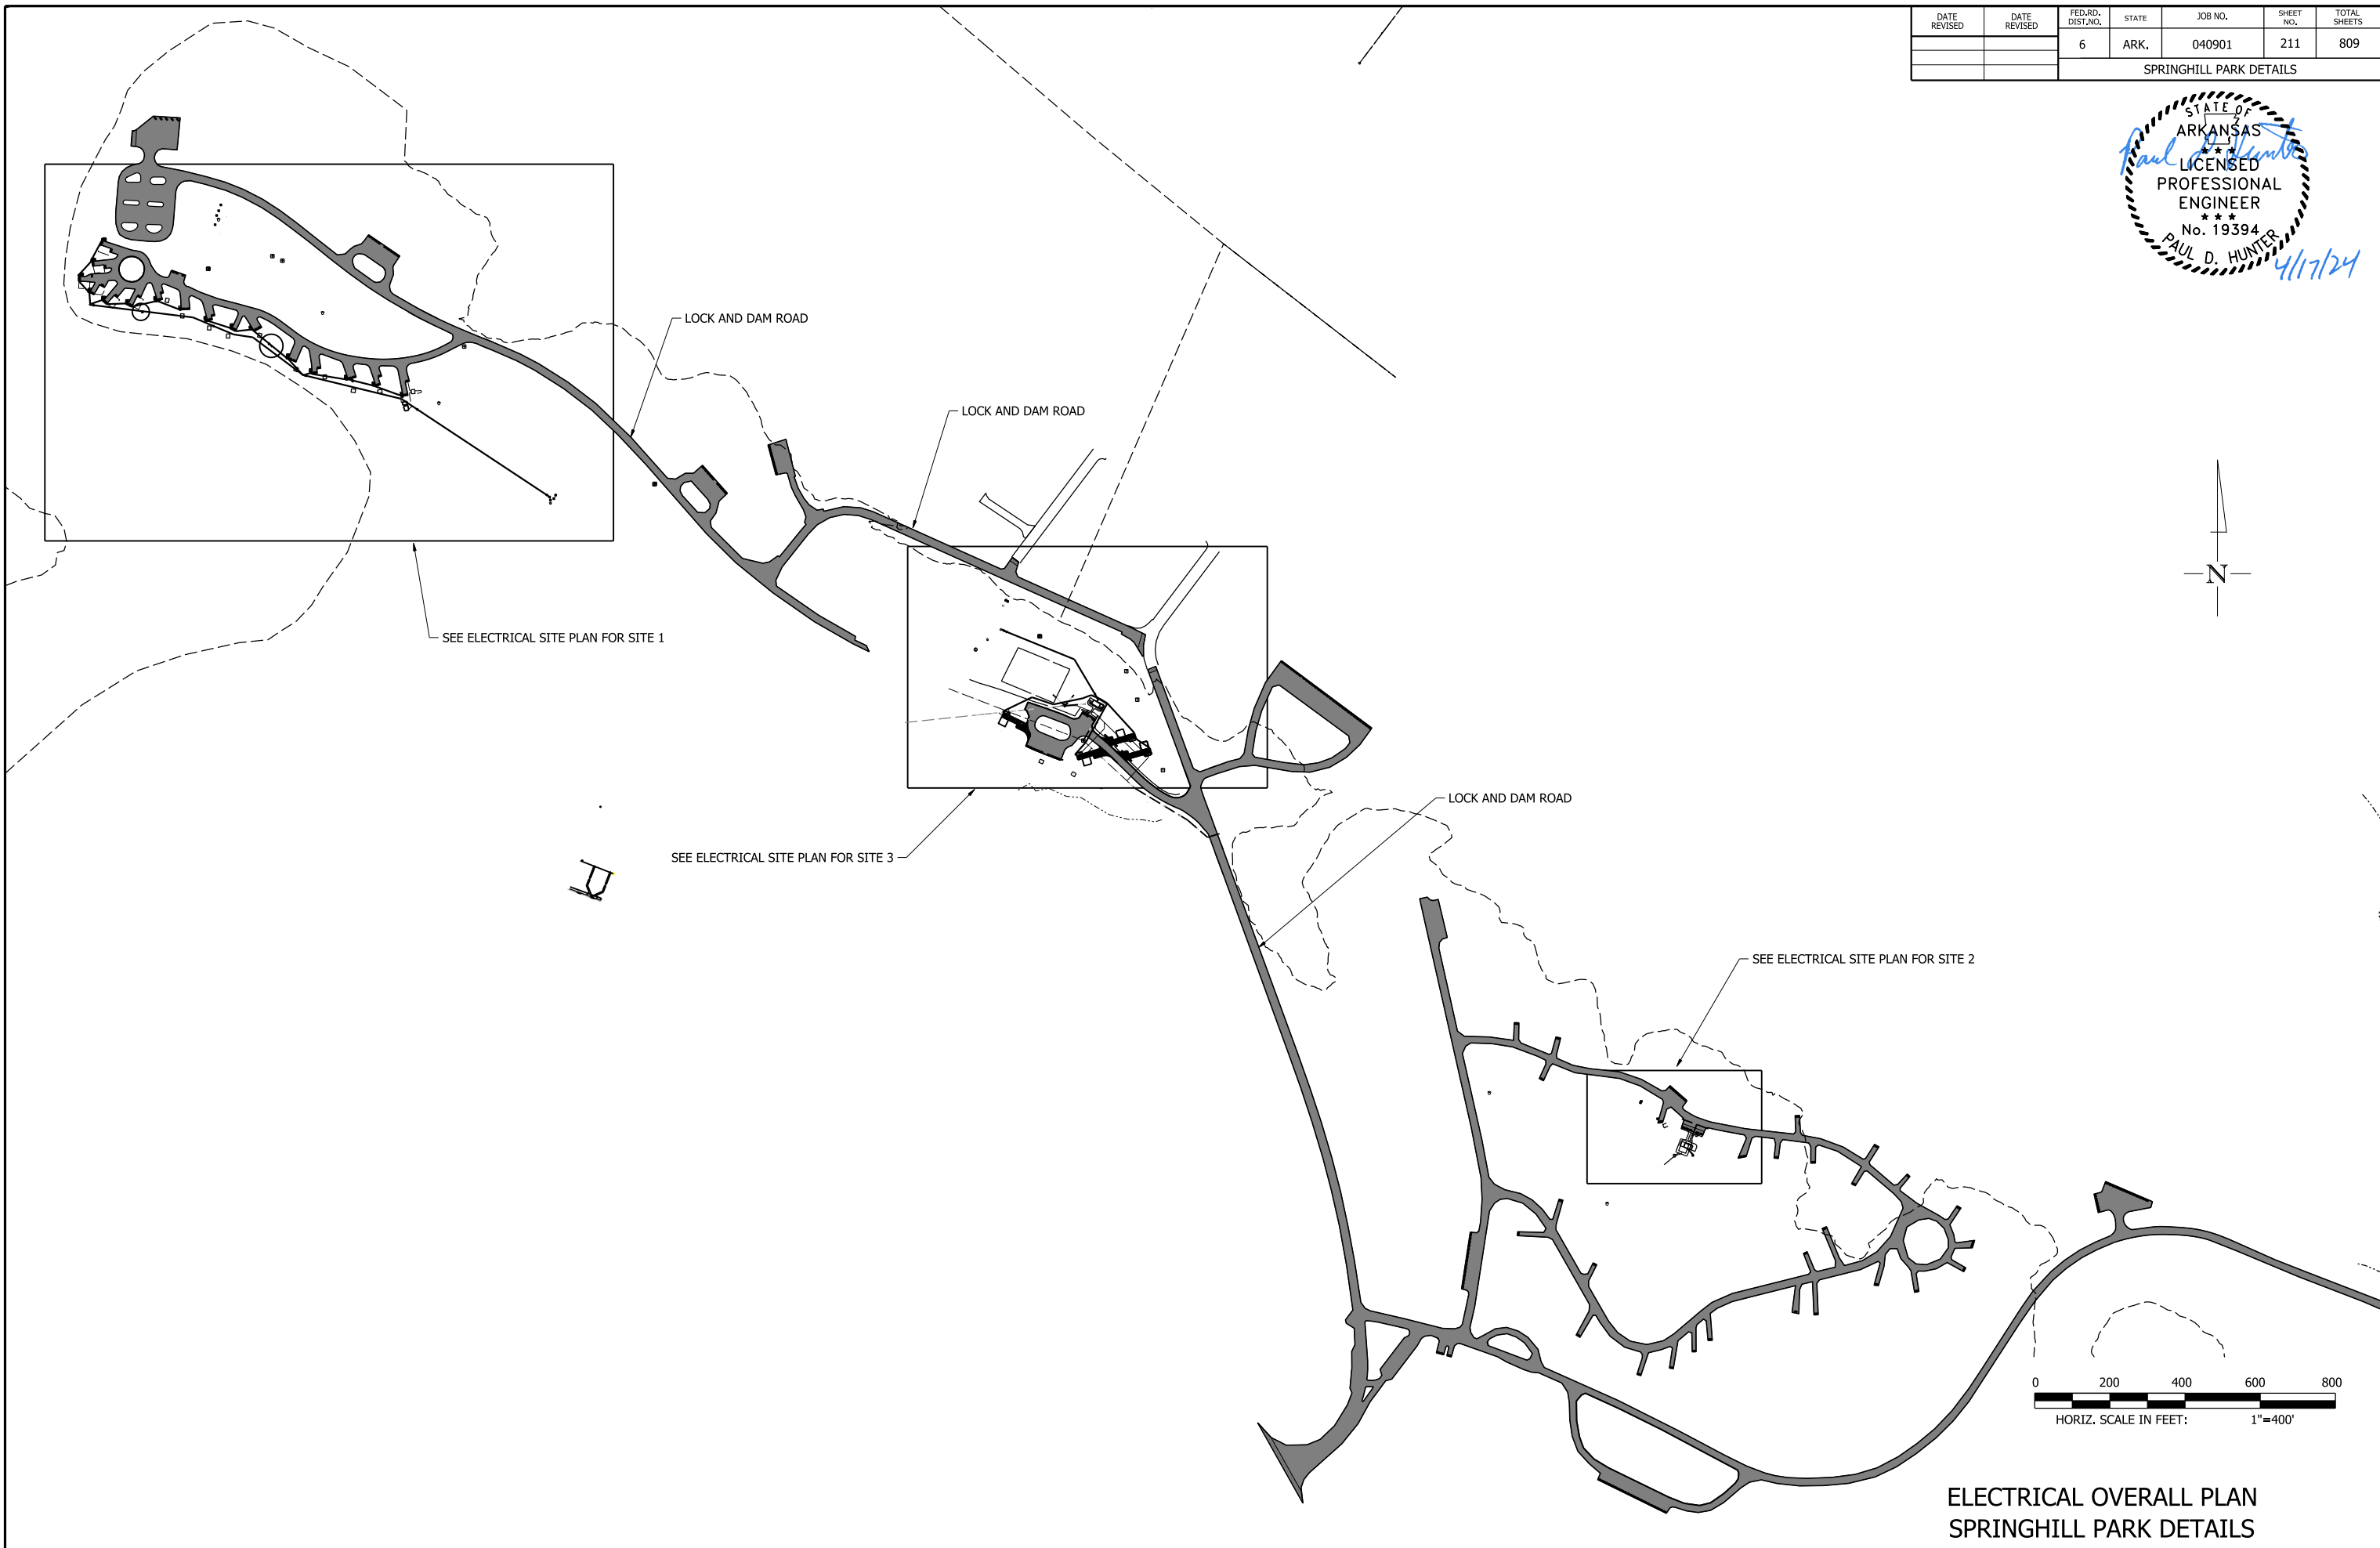 DATE REVISED
DATE REVISED
FED.RD. DIST.NO.
STATE
JOB NO.
SHEET NO.
TOTAL SHEETS
6
ARK.
040901
211
809
SPRINGHILL PARK DETAILS
STATE OF
ARKANSAS
★ ★ ★
LICENSED
PROFESSIONAL
ENGINEER
★ ★ ★
No. 19394
PAUL D. HUNTER
Paul D Hunter
4/17/24
LOCK AND DAM ROAD
LOCK AND DAM ROAD
N
SEE ELECTRICAL SITE PLAN FOR SITE 1
LOCK AND DAM ROAD
SEE ELECTRICAL SITE PLAN FOR SITE 3
SEE ELECTRICAL SITE PLAN FOR SITE 2
0 200 400 600 800
HORIZ. SCALE IN FEET: 1"=400'
ELECTRICAL OVERALL PLAN
SPRINGHILL PARK DETAILS